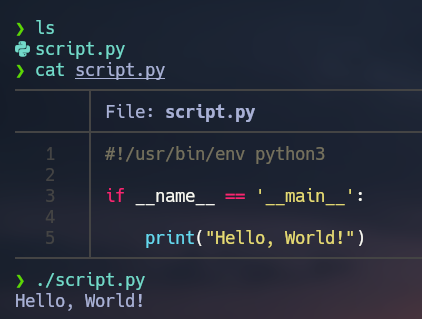 ❯ ls
script.py
❯ cat script.py
File: script.py
1 #!/usr/bin/env python3
2
3 if __name__ == '__main__':
4
5     print("Hello, World!")
❯ ./script.py
Hello, World!